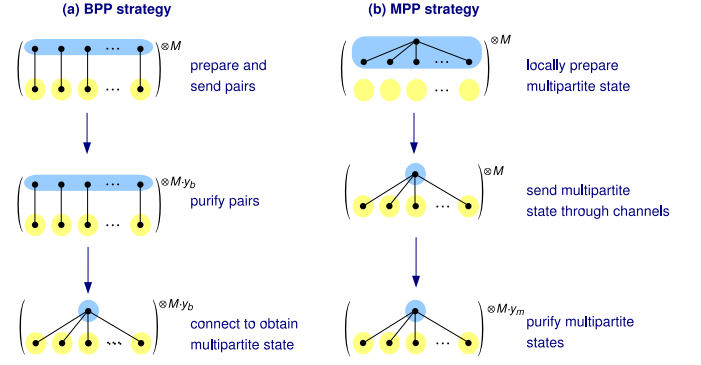 (a) BPP strategy
(b) MPP strategy
... ⊗M
prepare and
send pairs
...
... ⊗M
locally prepare
multipartite state
...
... ⊗M·y_b
purify pairs
...
⊗M
send multipartite
state through channels
...
⊗M·y_b
connect to obtain
multipartite state
...
⊗M·y_m
purify multipartite
states
...